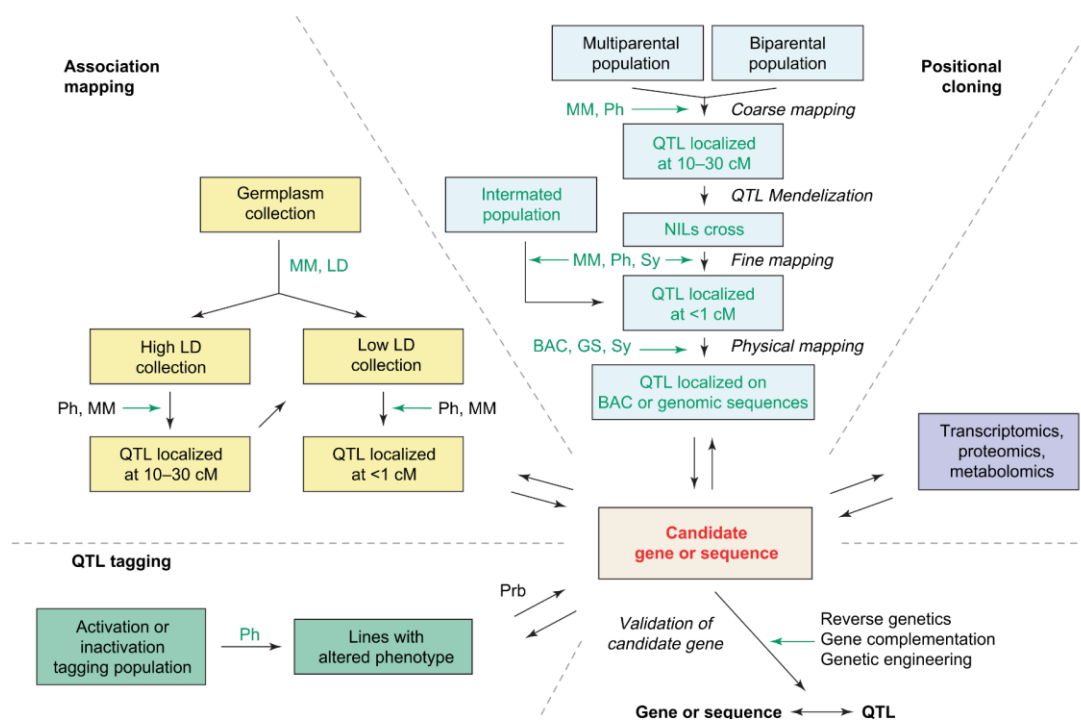 Association
mapping
Multiparental
population
Biparental
population
Positional
cloning
MM, Ph
Coarse mapping
QTL localized
at 10–30 cM
QTL Mendelization
Germplasm
collection
Intermated
population
NILs cross
MM, LD
MM, Ph, Sy
Fine mapping
QTL localized
at <1 cM
High LD
collection
Low LD
collection
BAC, GS, Sy
Physical mapping
QTL localized on
BAC or genomic sequences
Ph, MM
Ph, MM
QTL localized
at 10–30 cM
QTL localized
at <1 cM
Transcriptomics,
proteomics,
metabolomics
Candidate
gene or sequence
QTL tagging
Prb
Activation or
inactivation
tagging population
Ph
Lines with
altered phenotype
Validation of
candidate gene
Reverse genetics
Gene complementation
Genetic engineering
Gene or sequence
QTL